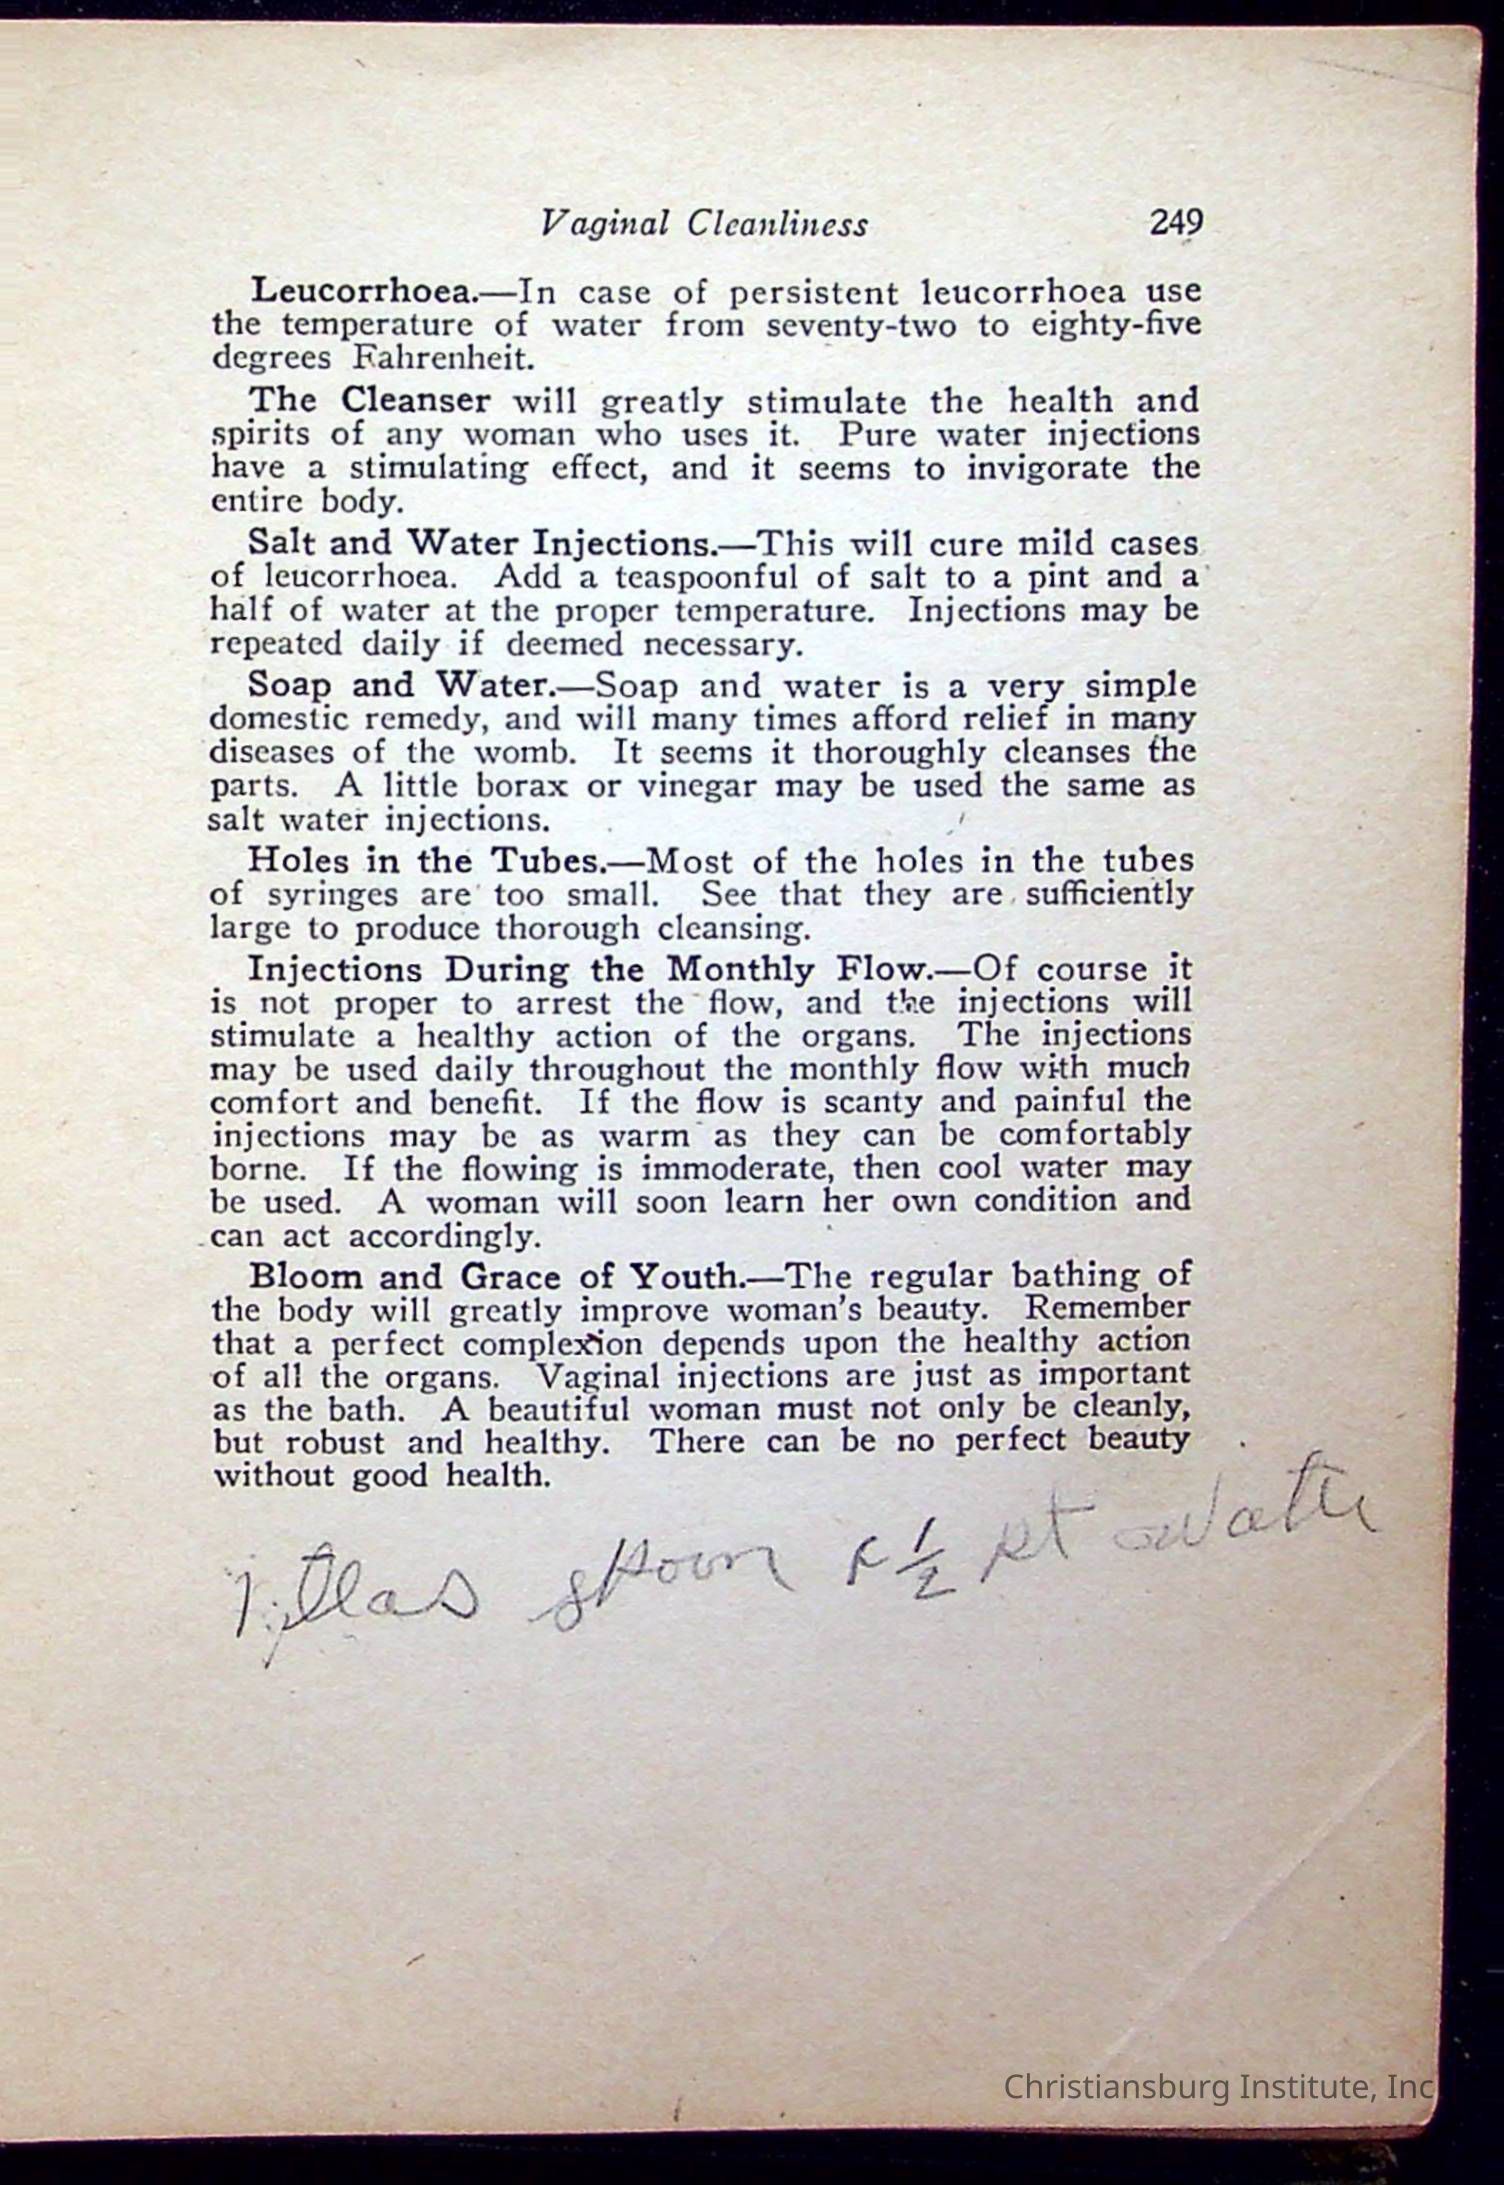 Vaginal Cleanliness 249
Leucorrhoea.—In case of persistent leucorrhoea use
the temperature of water from seventy-two to eighty-five
degrees Fahrenheit.
The Cleanser will greatly stimulate the health and
spirits of any woman who uses it. Pure water injections
have a stimulating effect, and it seems to invigorate the
entire body.
Salt and Water Injections.—This will cure mild cases
of leucorrhoea. Add a teaspoonful of salt to a pint and a
half of water at the proper temperature. Injections may be
repeated daily if deemed necessary.
Soap and Water.—Soap and water is a very simple
domestic remedy, and will many times afford relief in many
diseases of the womb. It seems it thoroughly cleanses the
parts. A little borax or vinegar may be used the same as
salt water injections.
Holes in the Tubes.—Most of the holes in the tubes
of syringes are too small. See that they are sufficiently
large to produce thorough cleansing.
Injections During the Monthly Flow.—Of course it
is not proper to arrest the flow, and the injections will
stimulate a healthy action of the organs. The injections
may be used daily throughout the monthly flow with much
comfort and benefit. If the flow is scanty and painful the
injections may be as warm as they can be comfortably
borne. If the flowing is immoderate, then cool water may
be used. A woman will soon learn her own condition and
can act accordingly.
Bloom and Grace of Youth.—The regular bathing of
the body will greatly improve woman's beauty. Remember
that a perfect complexion depends upon the healthy action
of all the organs. Vaginal injections are just as important
as the bath. A beautiful woman must not only be cleanly,
but robust and healthy. There can be no perfect beauty
without good health.
1 spoon ½ pt water
Christiansburg Institute, Inc